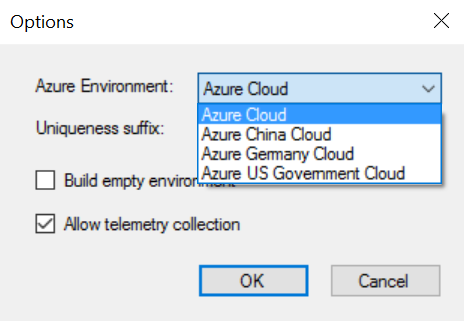 Options
Azure Environment:
Azure Cloud
Azure Cloud
Azure China Cloud
Uniqueness suffix:
Azure Germany Cloud
Azure US Government Cloud
Build empty environment
Allow telemetry collection
OK
Cancel